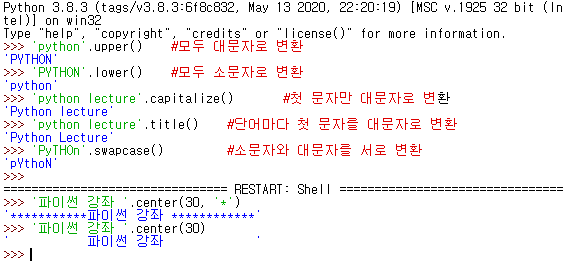 Python 3.8.3 (tags/v3.8.3:6f8c832, May 13 2020, 22:20:19) [MSC v.1925 32 bit (In
tel)] on win32
Type "help", "copyright", "credits" or "license()" for more information.
>>> 'python'.upper()    #모두 대문자로 변환
'PYTHON'
>>> 'PYTHON'.lower()    #모두 소문자로 변환
'python'
>>> 'python lecture'.capitalize()       #첫 문자만 대문자로 변환
'Python lecture'
>>> 'python lecture'.title()    #단어마다 첫 문자를 대문자로 변환
'Python Lecture'
>>> 'PyTHOn'.swapcase()         #소문자와 대문자를 서로 변환
'pYthoN'
>>>
=============================== RESTART: Shell ===============================
>>> '파이썬 강좌 '.center(30, '*')
'***********파이썬 강좌 ************'
>>> '파이썬 강좌 '.center(30)
'           파이썬 강좌             '
>>>